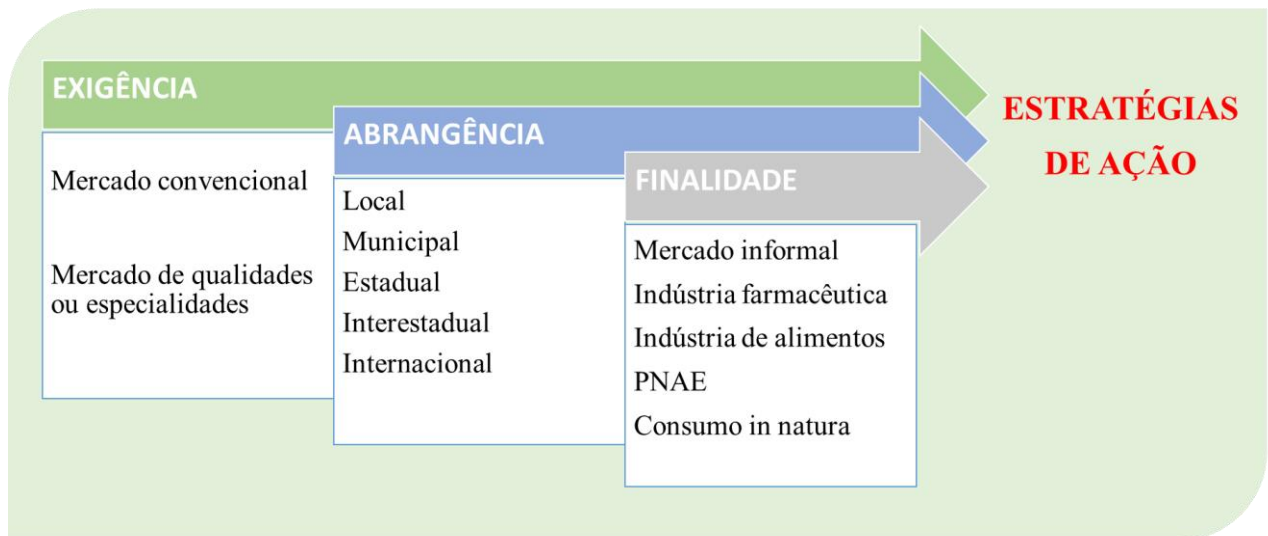 EXIGÊNCIA
Mercado convencional
Mercado de qualidades
ou especialidades
ABRANGÊNCIA
Local
Municipal
Estadual
Interestadual
Internacional
FINALIDADE
Mercado informal
Indústria farmacêutica
Indústria de alimentos
PNAE
Consumo in natura
ESTRATÉGIAS
DE AÇÃO